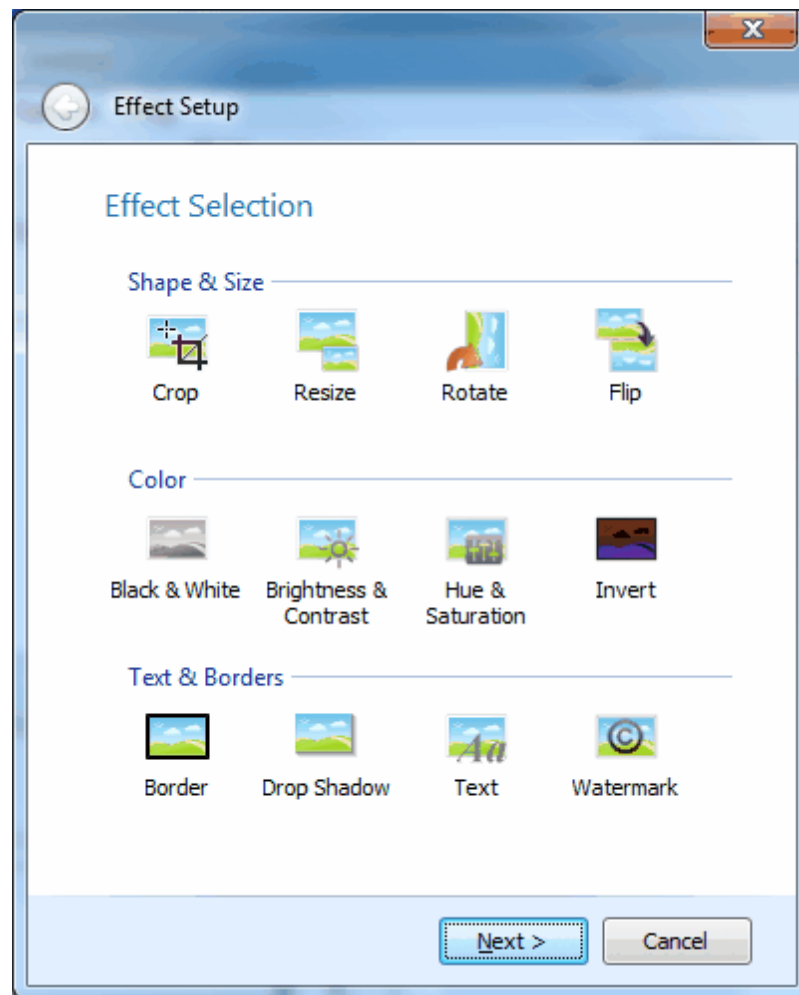 Effect Setup
Effect Selection
Shape & Size
Crop Resize Rotate Flip
Color
Black & White Brightness & Contrast Hue & Saturation Invert
Text & Borders
Border Drop Shadow Text Watermark
Next > Cancel